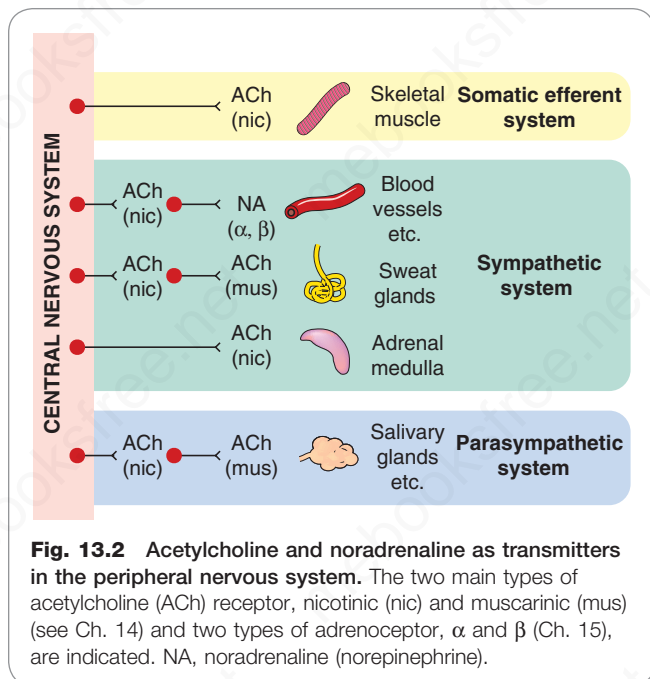 CENTRAL NERVOUS SYSTEM
ACh
(nic)
Skeletal
muscle
Somatic efferent
system
ACh
(nic)
NA
(α, β)
Blood
vessels
etc.
ACh
(nic)
ACh
(mus)
Sweat
glands
Sympathetic
system
ACh
(nic)
Adrenal
medulla
ACh
(nic)
ACh
(mus)
Salivary
glands
etc.
Parasympathetic
system
Fig. 13.2 Acetylcholine and noradrenaline as transmitters
in the peripheral nervous system. The two main types of
acetylcholine (ACh) receptor, nicotinic (nic) and muscarinic (mus)
(see Ch. 14) and two types of adrenoceptor, α and β (Ch. 15),
are indicated. NA, noradrenaline (norepinephrine).